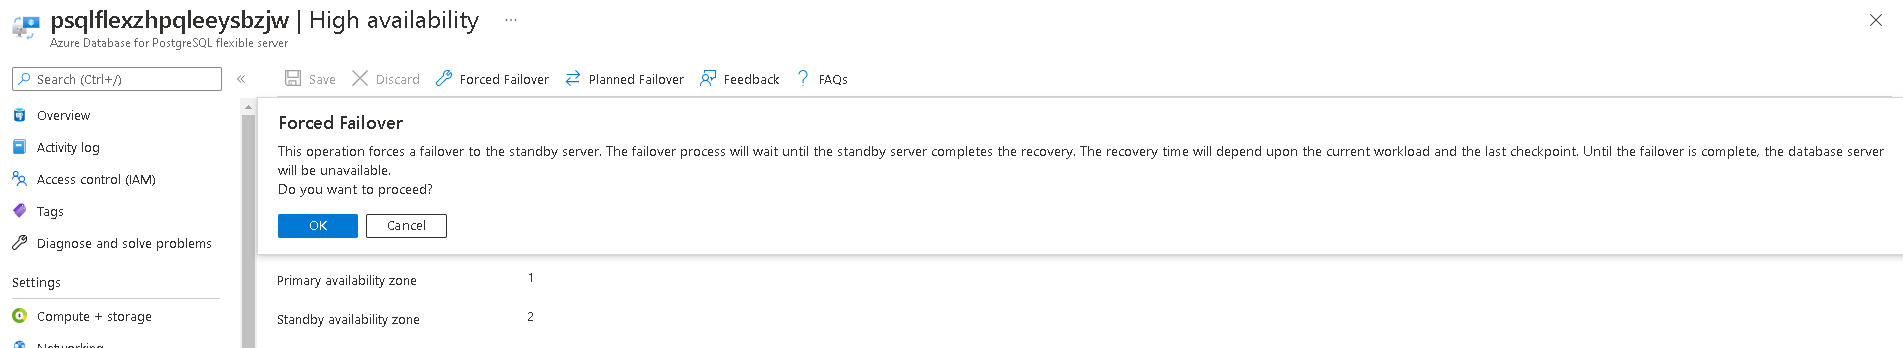 psqlflexzhpqleeysbzjw | High availability ...
Azure Database for PostgreSQL flexible server
Search (Ctrl+/)
«
Save
Discard
Forced Failover
Planned Failover
Feedback
? FAQs
Overview
Activity log
Access control (IAM)
Tags
Diagnose and solve problems
Settings
Compute + storage
Networking
Forced Failover
This operation forces a failover to the standby server. The failover process will wait until the standby server completes the recovery. The recovery time will depend upon the current workload and the last checkpoint. Until the failover is complete, the database server
will be unavailable.
Do you want to proceed?
OK
Cancel
Primary availability zone 1
Standby availability zone 2